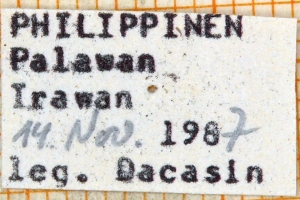 PHILIPPINEN
Palawan
Irawan
14. Nov. 1987
leg. Dacasin